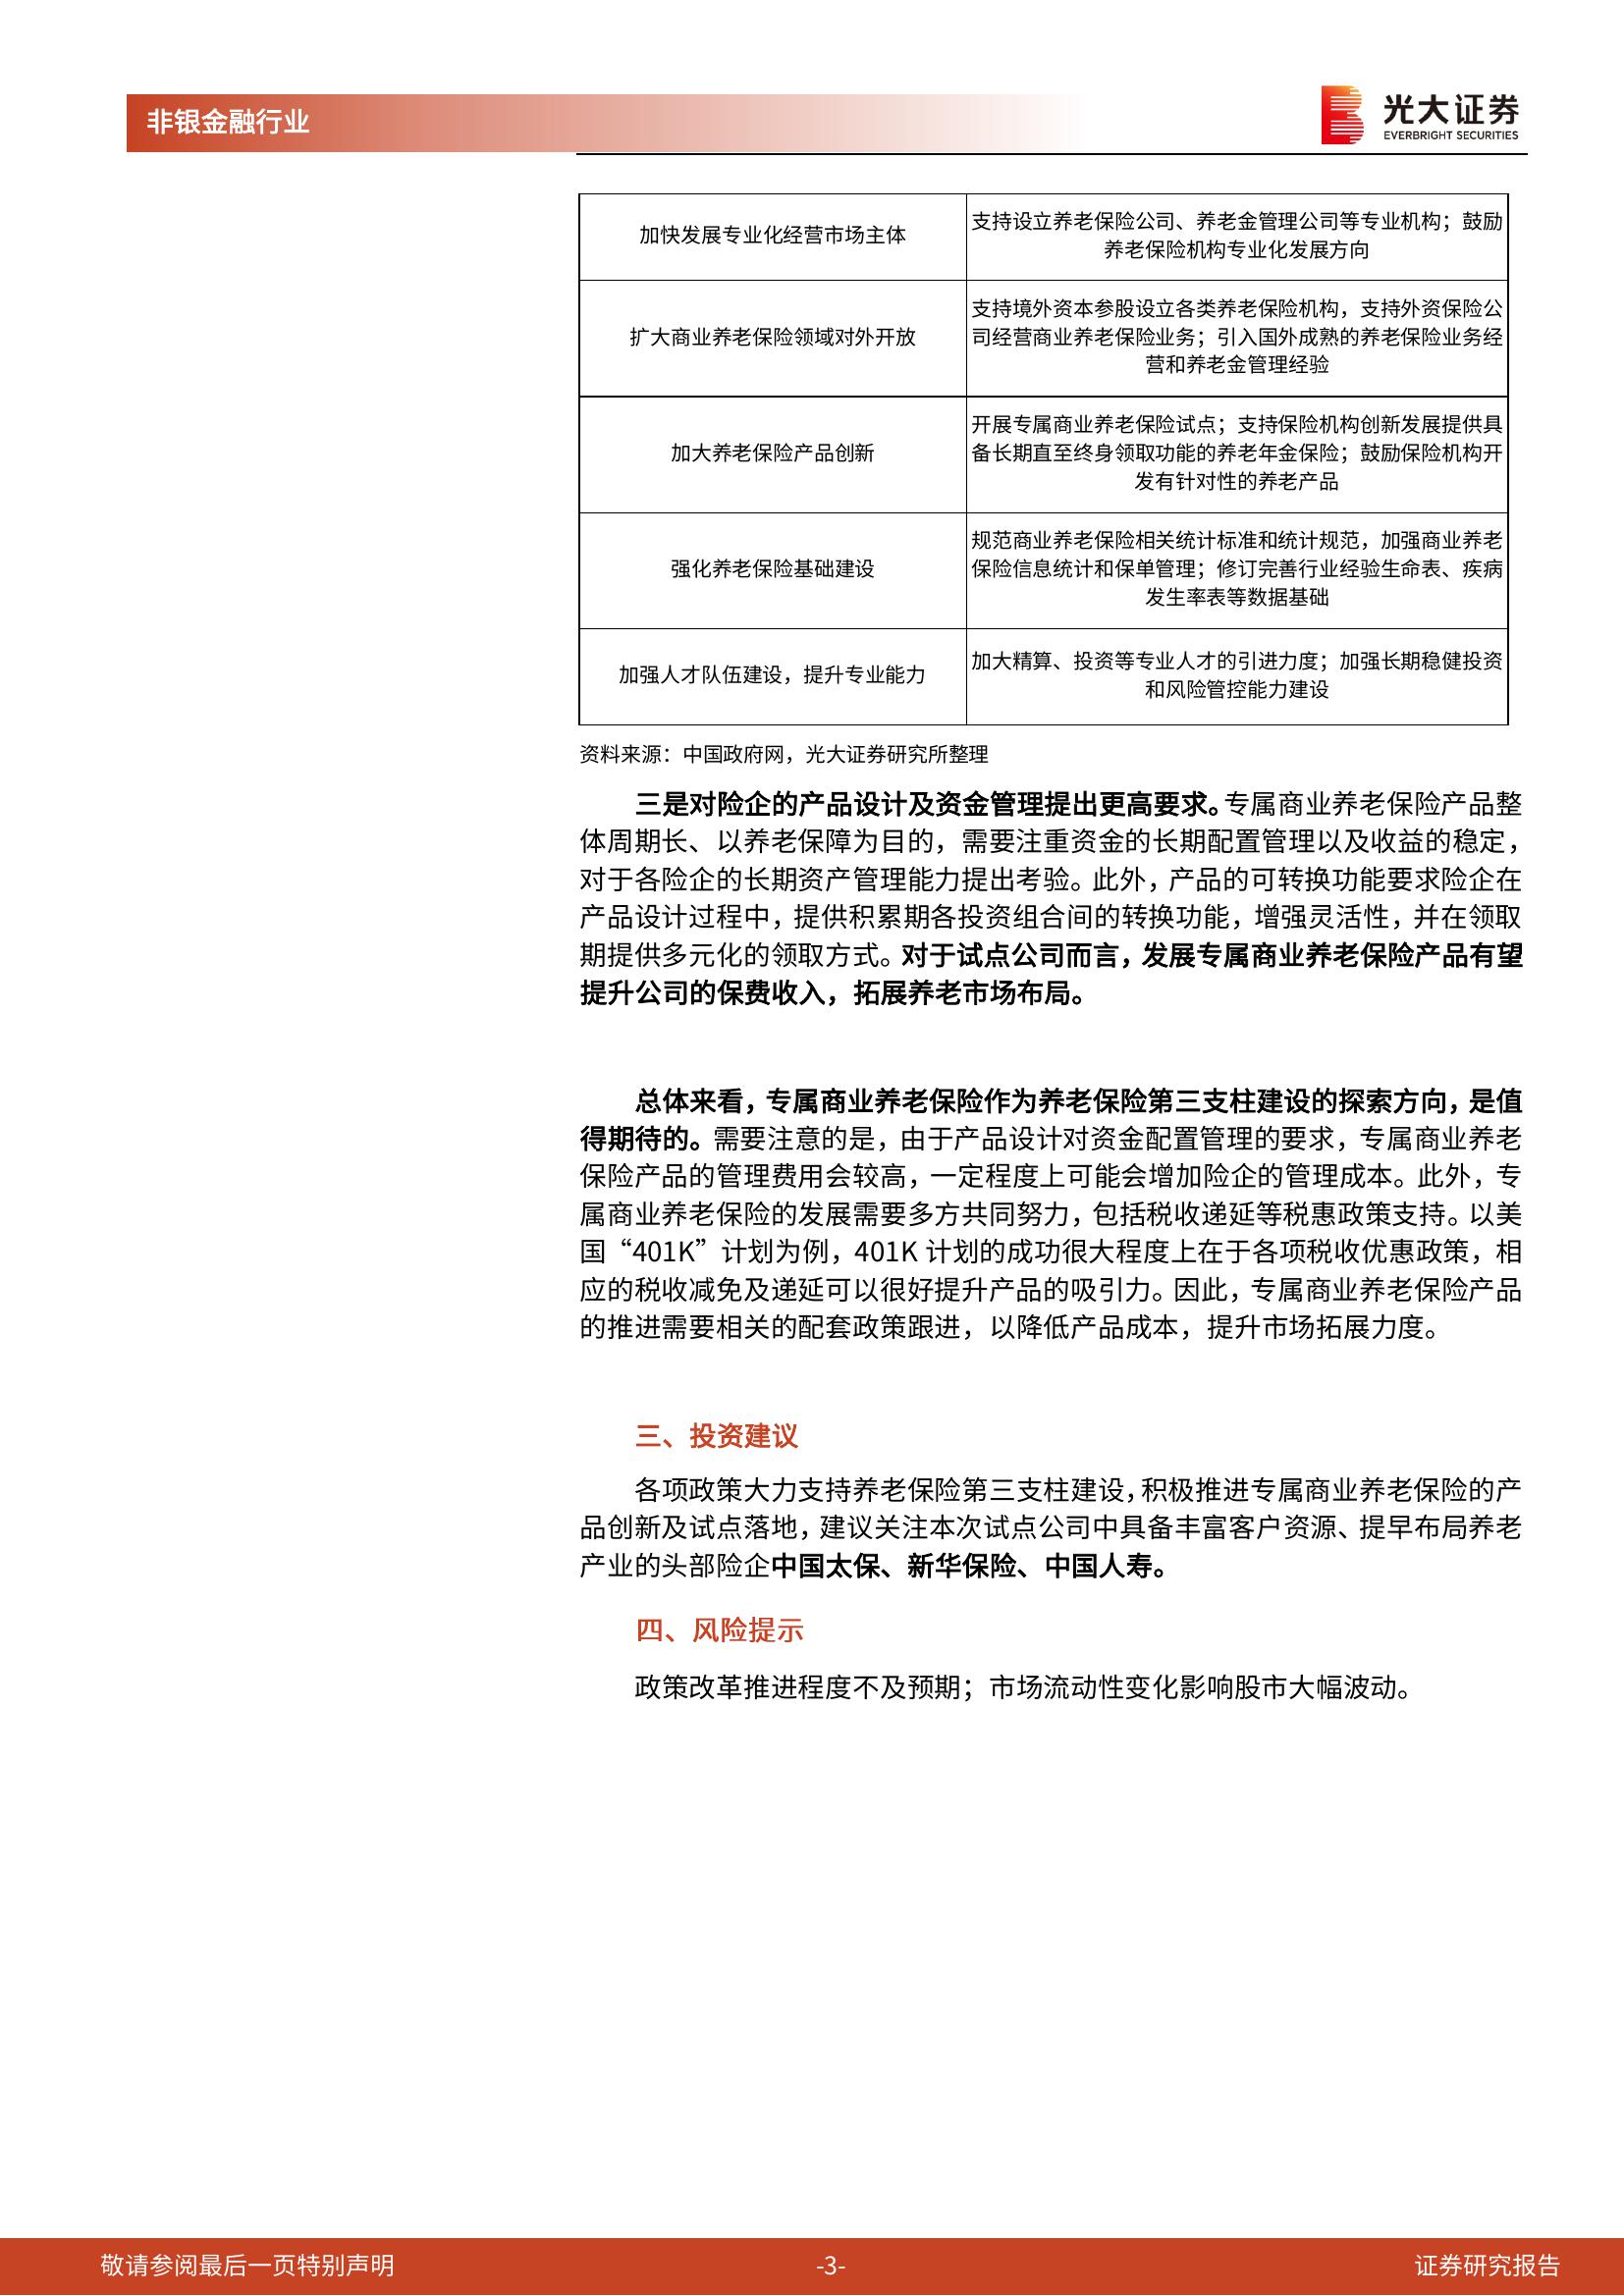 非银金融行业
光大证券
EVERBRIGHT SECURITIES
加快发展专业化经营市场主体
支持设立养老保险公司、养老金管理公司等专业机构；鼓励
养老保险机构专业化发展方向
扩大商业养老保险领域对外开放
支持境外资本参股设立各类养老保险机构，支持外资保险公
司经营商业养老保险业务；引入国外成熟的养老保险业务经
营和养老金管理经验
加大养老保险产品创新
开展专属商业养老保险试点；支持保险机构创新发展提供具
备长期直至终身领取功能的养老年金保险；鼓励保险机构开
发有针对性的养老产品
强化养老保险基础建设
规范商业养老保险相关统计标准和统计规范，加强商业养老
保险信息统计和保单管理；修订完善行业经验生命表、疾病
发生率表等数据基础
加强人才队伍建设，提升专业能力
加大精算、投资等专业人才的引进力度；加强长期稳健投资
和风险管控能力建设
资料来源：中国政府网，光大证券研究所整理
三是对险企的产品设计及资金管理提出更高要求。专属商业养老保险产品整
体周期长、以养老保障为目的，需要注重资金的长期配置管理以及收益的稳定，
对于各险企的长期资产管理能力提出考验。此外，产品的可转换功能要求险企在
产品设计过程中，提供积累期各投资组合间的转换功能，增强灵活性，并在领取
期提供多元化的领取方式。对于试点公司而言，发展专属商业养老保险产品有望
提升公司的保费收入，拓展养老市场布局。
总体来看，专属商业养老保险作为养老保险第三支柱建设的探索方向，是值
得期待的。需要注意的是，由于产品设计对资金配置管理的要求，专属商业养老
保险产品的管理费用会较高，一定程度上可能会增加险企的管理成本。此外，专
属商业养老保险的发展需要多方共同努力，包括税收递延等税惠政策支持。以美
国“401K”计划为例，401K 计划的成功很大程度上在于各项税收优惠政策，相
应的税收减免及递延可以很好提升产品的吸引力。因此，专属商业养老保险产品
的推进需要相关的配套政策跟进，以降低产品成本，提升市场拓展力度。
三、投资建议
各项政策大力支持养老保险第三支柱建设，积极推进专属商业养老保险的产
品创新及试点落地，建议关注本次试点公司中具备丰富客户资源、提早布局养老
产业的头部险企中国太保、新华保险、中国人寿。
四、风险提示
政策改革推进程度不及预期；市场流动性变化影响股市大幅波动。
敬请参阅最后一页特别声明
-3-
证券研究报告